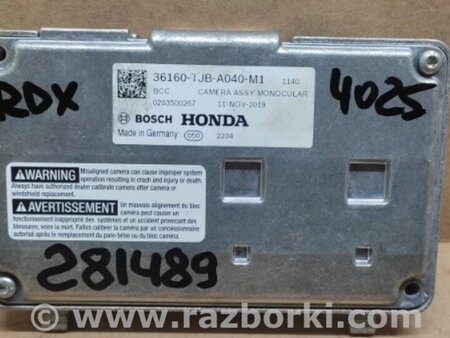 36160-TJB-A040-M1 1140
BCC CAMERA ASSY MONOCULAR
0203500267 11-NOV-2019
BOSCH HONDA
Made in Germany 050 2204
RDX
4025
WARNING Misaligned camera can cause improper system
operation resulting in crash and injury or death.
Always have authorized dealer calibrate camera after camera or
windshield replacement.
AVERTISSEMENT Un mauvais alignement du bloc
caméra peut causer un
fonctionnement inapproprié des systèmes et un accident provoquant des
blessures, voire la mort. Faites calibrer la caméra par un concessionnaire
autorisé après le remplacement du pare-brise ou du bloc caméra.
281489
www.razborki.com